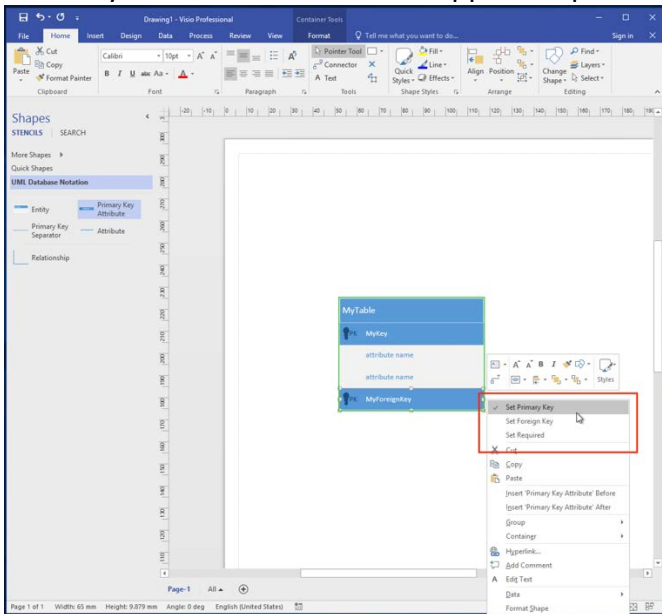 Drawing1 - Visio Professional
Container Tools
File Home Insert Design Data Process Review View Format Tell me what you want to do... Sign in
Cut
Copy
Paste
Format Painter
Clipboard
Calibri 10pt
Font
Paragraph
Pointer Tool
Connector
A Text
Tools
Quick Styles
Fill
Line
Effects
Shape Styles
Align Position
Arrange
Change Shape
Find
Layers
Select
Editing
Shapes
STENCILS SEARCH
More Shapes
Quick Shapes
UML Database Notation
Entity
Primary Key Attribute
Primary Key Separator
Attribute
Relationship
MyTable
PK MyKey
attribute name
attribute name
PK MyForeignKey
Styles
Set Primary Key
Set Foreign Key
Set Required
Cut
Copy
Paste
Insert 'Primary Key Attribute' Before
Insert 'Primary Key Attribute' After
Group
Container
Hyperlink...
Add Comment
Edit Text
Data
Format Shape
Page-1 All
Page 1 of 1 Width: 65 mm Height: 9.879 mm Angle: 0 deg English (United States)